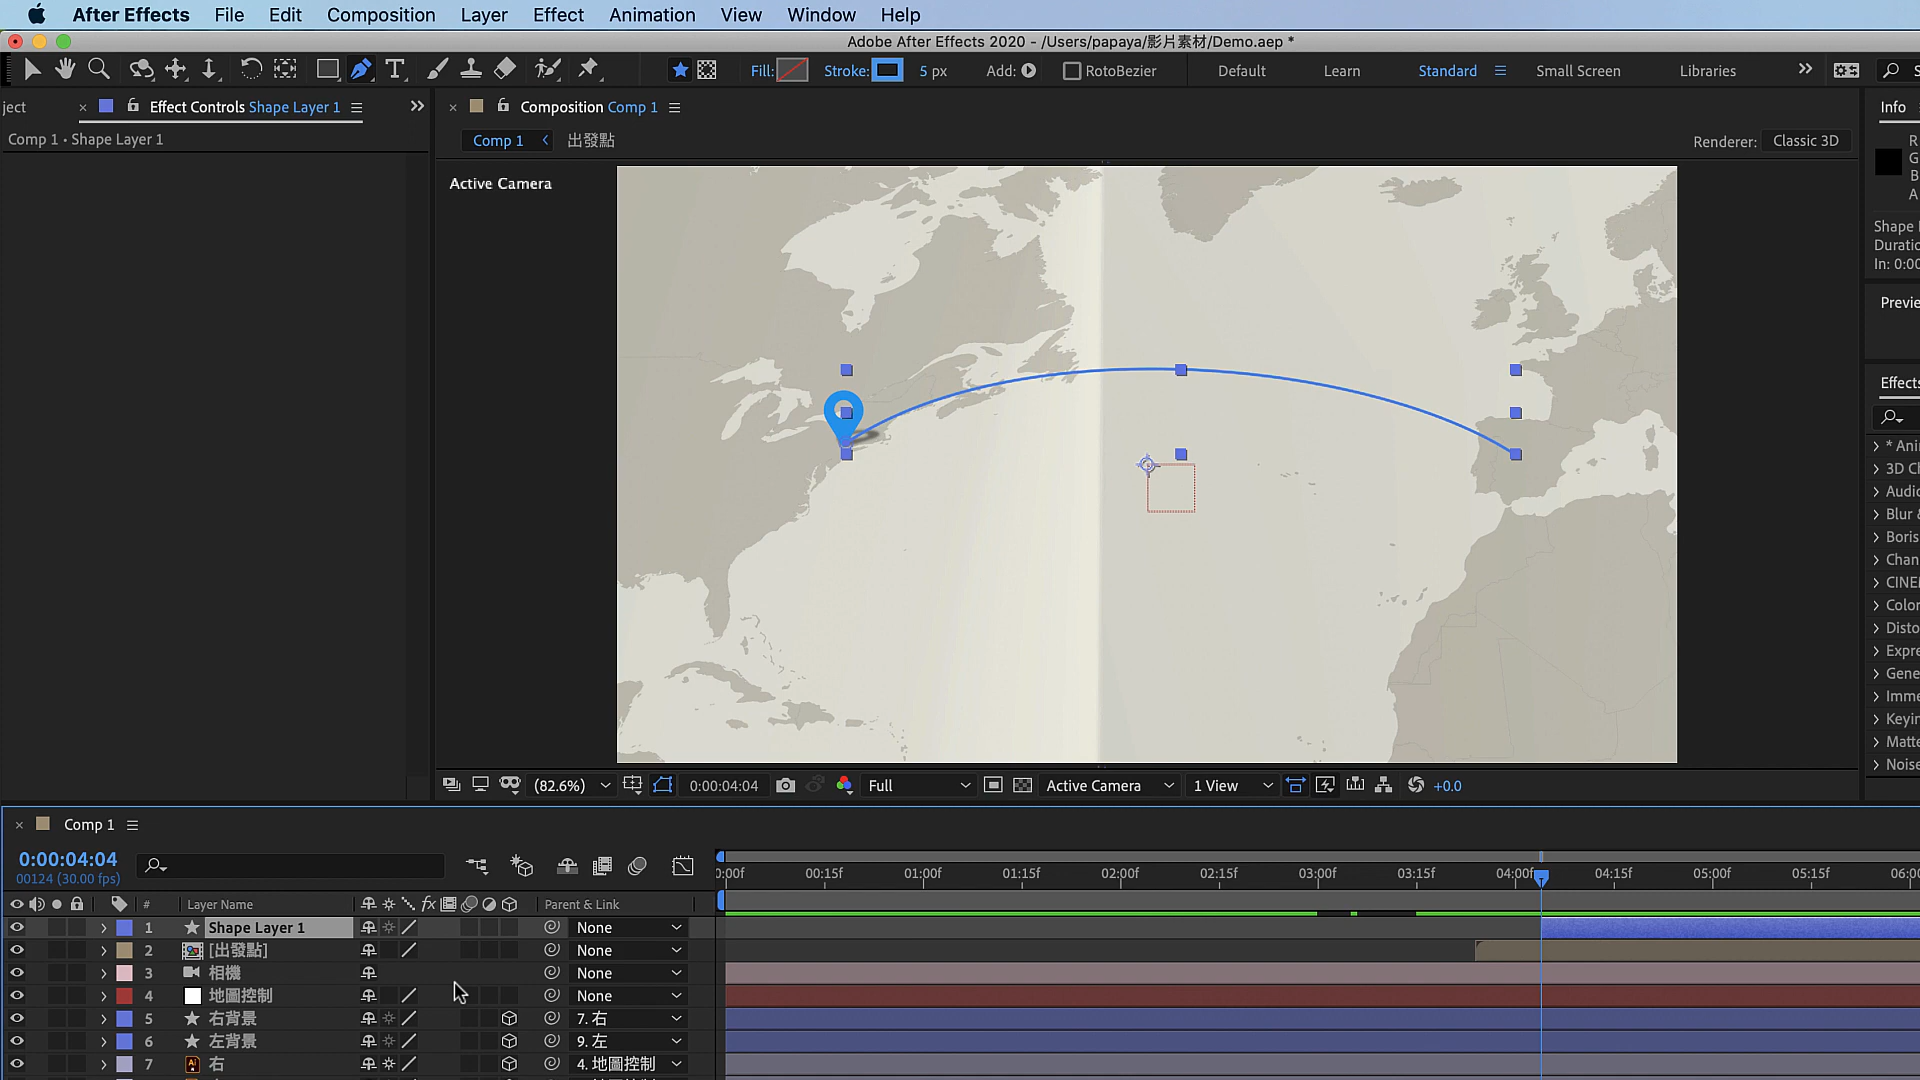 After Effects File Edit Composition Layer Effect Animation View Window Help
Adobe After Effects 2020 - /Users/papaya/影片素材/Demo.aep *
Fill: Stroke: 5 px Add: RotoBezier Default Learn Standard Small Screen Libraries
ject Effect Controls Shape Layer 1
Composition Comp 1
Info
Comp 1 • Shape Layer 1
Comp 1 出發點
Renderer: Classic 3D
R
G
B
A
Active Camera
Shape
Duratic
In: 0:00
Previe
Effects
* Ani
3D Ch
Audio
Blur &
Boris
Chan
CINE
Color
Disto
Expre
Gene
Imme
Keyin
Matte
Noise
(82.6%) 0:00:04:04 Full Active Camera 1 View +0.0
Comp 1
0:00:04:04
00124 (30.00 fps)
0:00f 00:15f 01:00f 01:15f 02:00f 02:15f 03:00f 03:15f 04:00f 04:15f 05:00f 05:15f 06:00
# Layer Name fx Parent & Link
1 Shape Layer 1 None
2 [出發點] None
3 相機 None
4 地圖控制 None
5 右背景 7. 右
6 左背景 9. 左
7 右 4. 地圖控制